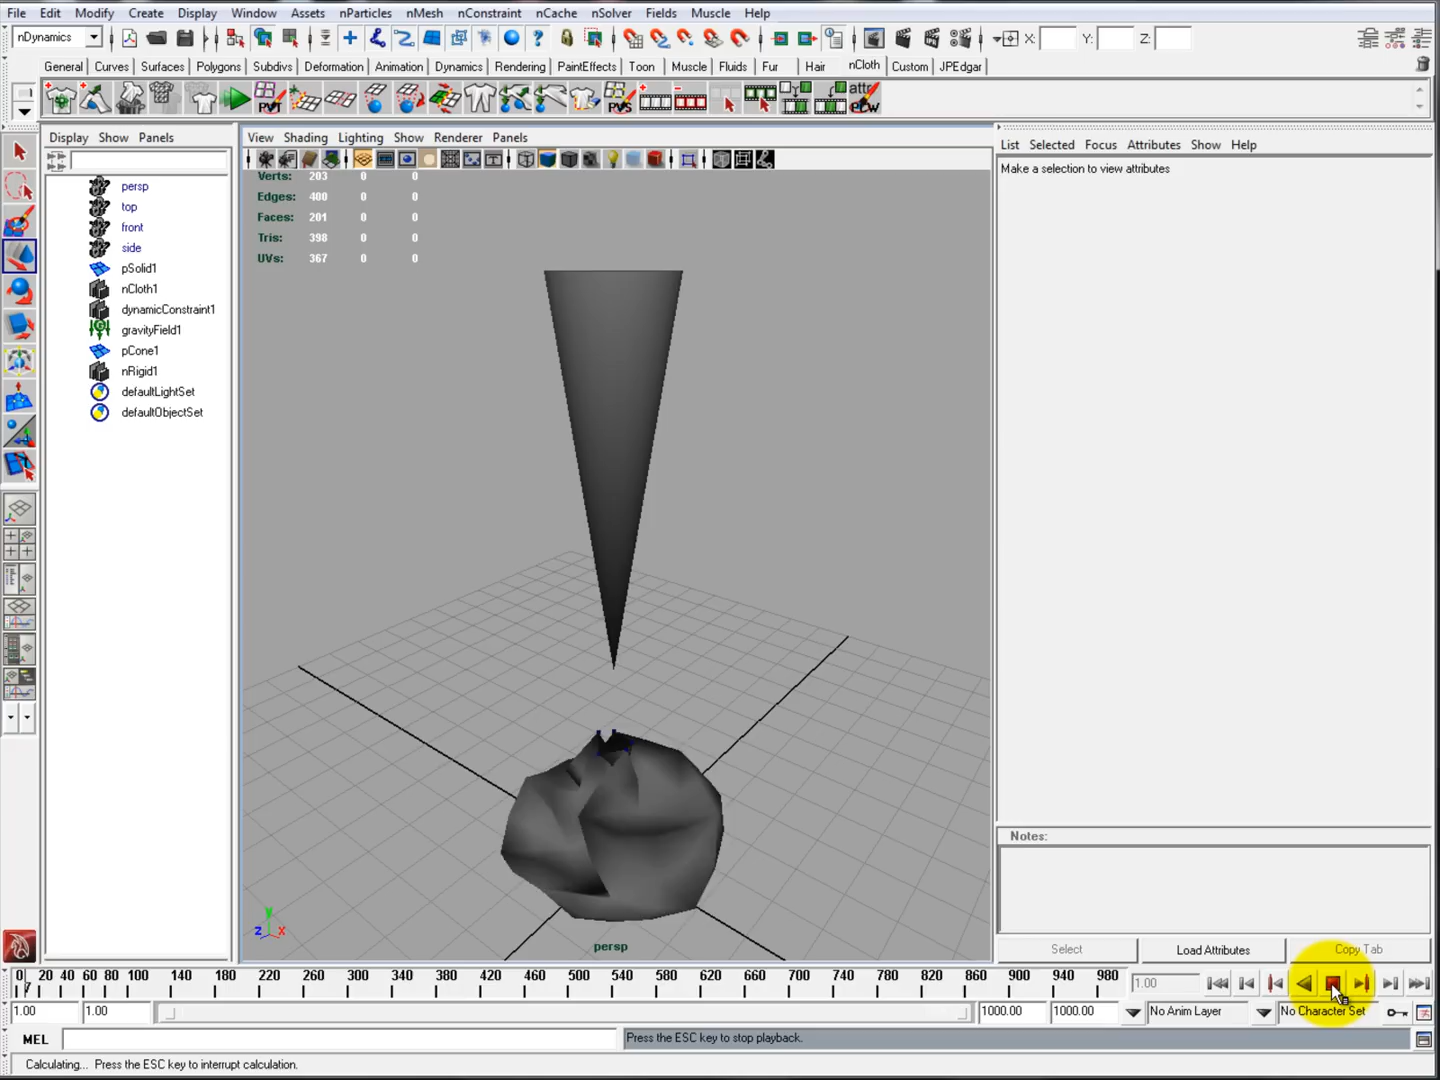 File Edit Modify Create Display Window Assets nParticles nMesh nConstraint nCache nSolver Fields Muscle Help
nDynamics X: Y: Z:
General Curves Surfaces Polygons Subdivs Deformation Animation Dynamics Rendering PaintEffects Toon Muscle Fluids Fur Hair nCloth Custom JPEdgar
PVT PVS attr PCW
Display Show Panels
View Shading Lighting Show Renderer Panels
List Selected Focus Attributes Show Help
Make a selection to view attributes
persp
top
front
side
pSolid1
nCloth1
dynamicConstraint1
gravityField1
pCone1
nRigid1
defaultLightSet
defaultObjectSet
Verts: 203 0 0
Edges: 400 0 0
Faces: 201 0 0
Tris: 398 0 0
UVs: 367 0 0
y
z x
persp
Notes:
Select Load Attributes Copy Tab
0 20 40 60 80 100 140 180 220 260 300 340 380 420 460 500 540 580 620 660 700 740 780 820 860 900 940 980 1.00
7
1.00 1.00 1000.00 1000.00 No Anim Layer No Character Set
MEL Press the ESC key to stop playback.
Calculating... Press the ESC key to interrupt calculation.